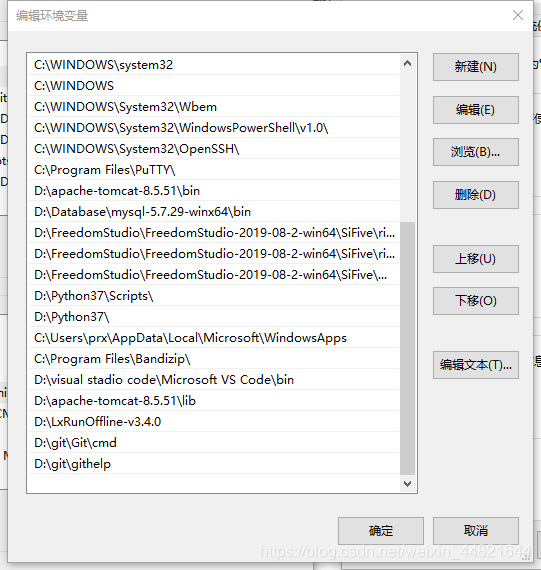 编辑环境变量
C:\WINDOWS\system32
C:\WINDOWS
C:\WINDOWS\System32\Wbem
C:\WINDOWS\System32\WindowsPowerShell\v1.0\
C:\WINDOWS\System32\OpenSSH\
C:\Program Files\PuTTY\
D:\apache-tomcat-8.5.51\bin
D:\Database\mysql-5.7.29-winx64\bin
D:\FreedomStudio\FreedomStudio-2019-08-2-win64\SiFive\ri...
D:\FreedomStudio\FreedomStudio-2019-08-2-win64\SiFive\ri...
D:\FreedomStudio\FreedomStudio-2019-08-2-win64\SiFive\...
D:\Python37\Scripts\
D:\Python37\
C:\Users\prx\AppData\Local\Microsoft\WindowsApps
C:\Program Files\Bandizip\
D:\visual stadio code\Microsoft VS Code\bin
D:\apache-tomcat-8.5.51\lib
D:\LxRunOffline-v3.4.0
D:\git\Git\cmd
D:\git\githelp
新建(N)
编辑(E)
浏览(B)...
删除(D)
上移(U)
下移(O)
编辑文本(T)...
确定
取消
https://blog.csdn.net/weixin_44821644